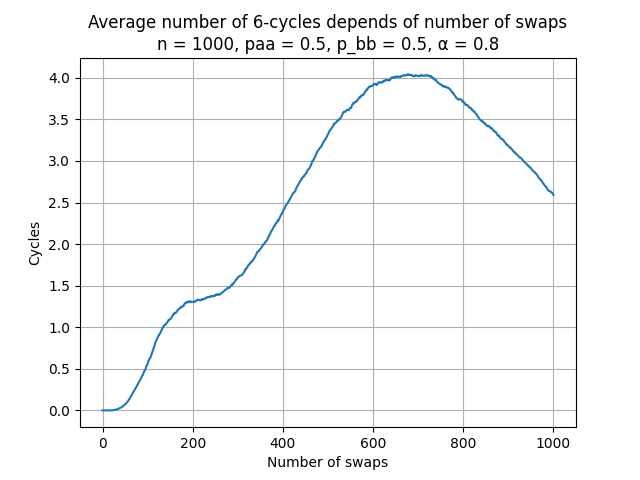 Average number of 6-cycles depends of number of swaps
n = 1000, paa = 0.5, p_bb = 0.5, α = 0.8
4.0
3.5
3.0
2.5
2.0
1.5
1.0
0.5
0.0
Cycles
0 200 400 600 800 1000
Number of swaps